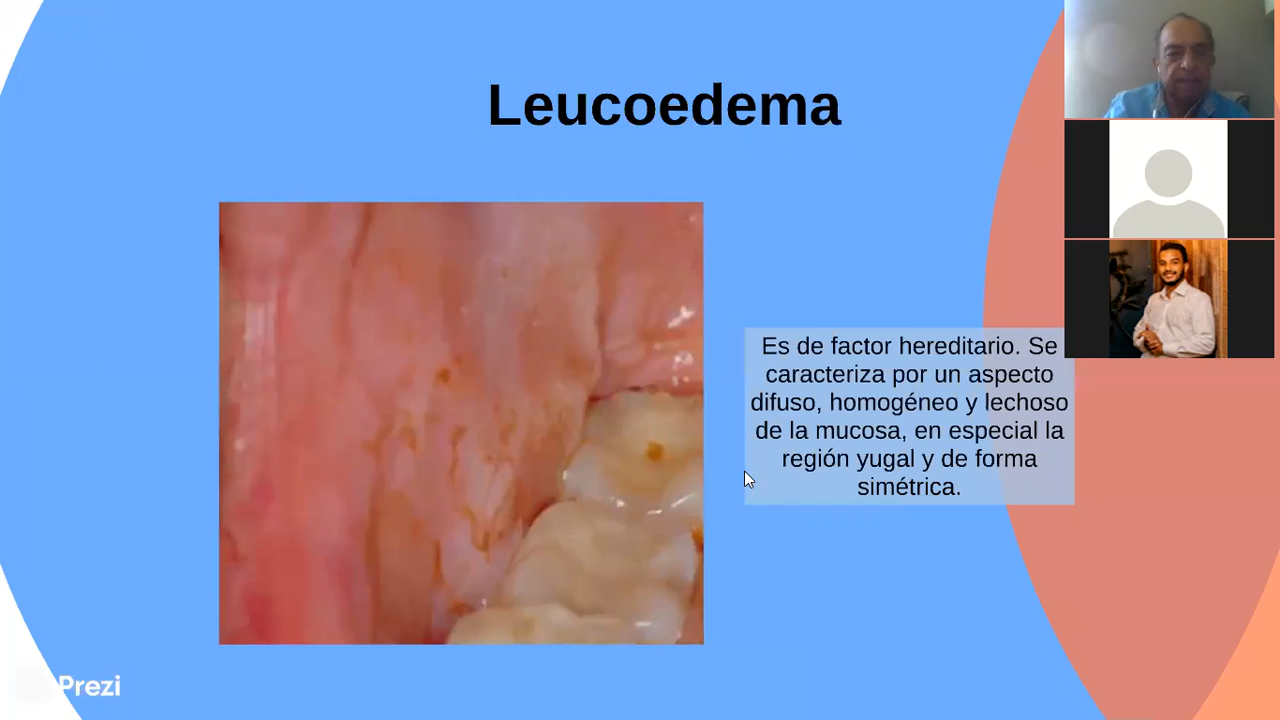 Leucoedema
Es de factor hereditario. Se
caracteriza por un aspecto
difuso, homogéneo y lechoso
de la mucosa, en especial la
región yugal y de forma
simétrica.
Prezi